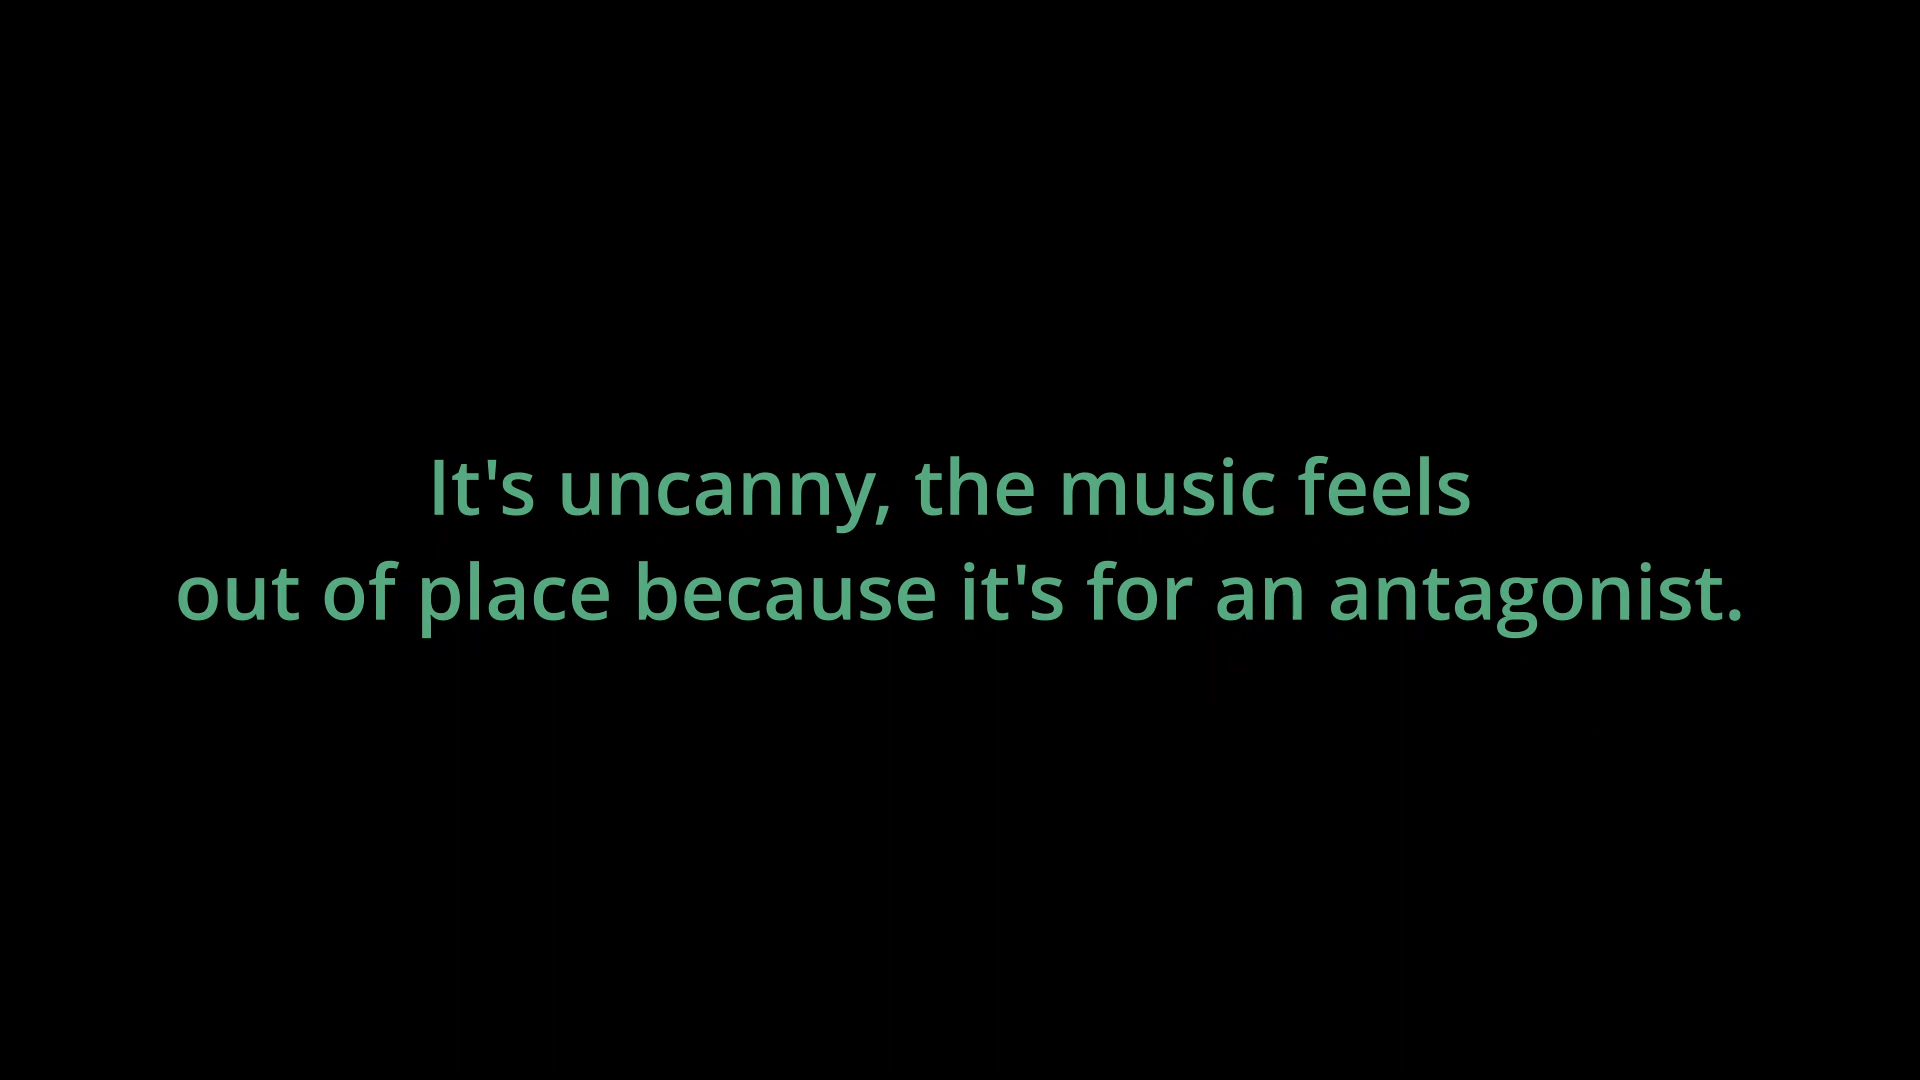 It's uncanny, the music feels
out of place because it's for an antagonist.